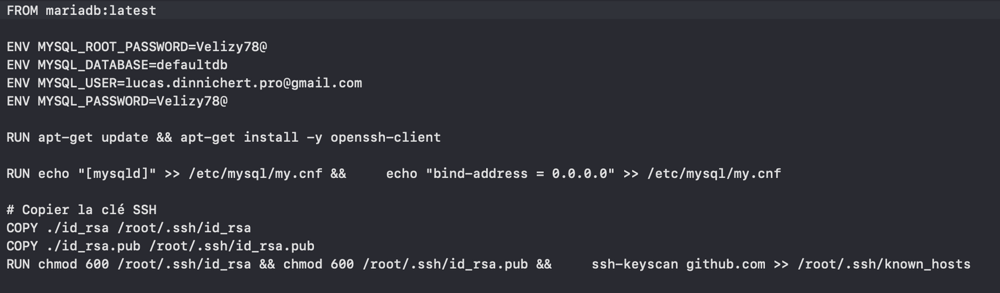 FROM mariadb:latest
ENV MYSQL_ROOT_PASSWORD=Velizy78@
ENV MYSQL_DATABASE=defaultdb
ENV MYSQL_USER=lucas.dinnichert.pro@gmail.com
ENV MYSQL_PASSWORD=Velizy78@
RUN apt-get update && apt-get install -y openssh-client
RUN echo "[mysqld]" >> /etc/mysql/my.cnf &&     echo "bind-address = 0.0.0.0" >> /etc/mysql/my.cnf
# Copier la clé SSH
COPY ./id_rsa /root/.ssh/id_rsa
COPY ./id_rsa.pub /root/.ssh/id_rsa.pub
RUN chmod 600 /root/.ssh/id_rsa && chmod 600 /root/.ssh/id_rsa.pub &&     ssh-keyscan github.com >> /root/.ssh/known_hosts